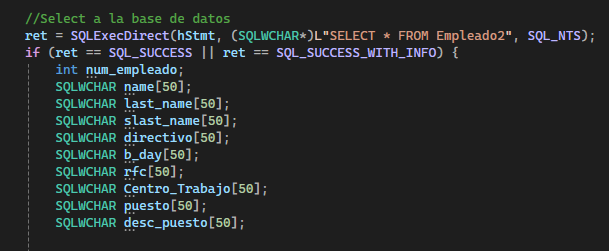 //Select a la base de datos
ret = SQLExecDirect(hStmt, (SQLWCHAR*)L"SELECT * FROM Empleado2", SQL_NTS);
if (ret == SQL_SUCCESS || ret == SQL_SUCCESS_WITH_INFO) {
    int num_empleado;
    SQLWCHAR name[50];
    SQLWCHAR last_name[50];
    SQLWCHAR slast_name[50];
    SQLWCHAR directivo[50];
    SQLWCHAR b_day[50];
    SQLWCHAR rfc[50];
    SQLWCHAR Centro_Trabajo[50];
    SQLWCHAR puesto[50];
    SQLWCHAR desc_puesto[50];